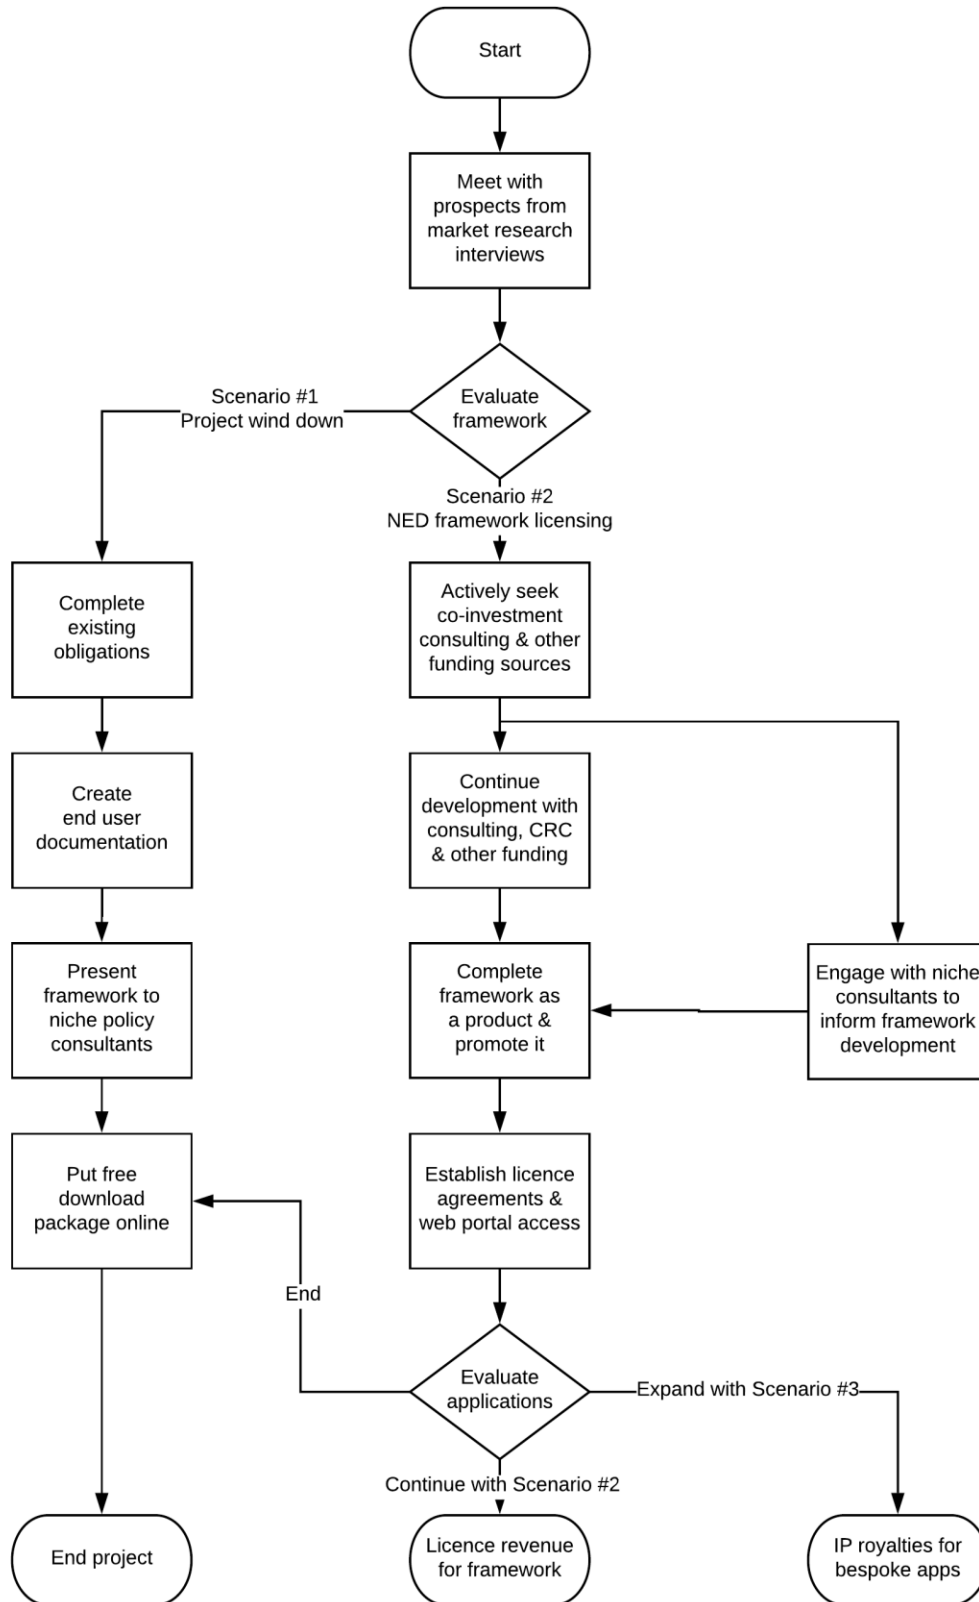 Start
Meet with
prospects from
market research
interviews
Evaluate
framework
Scenario #1
Project wind down
Scenario #2
NED framework licensing
Complete
existing
obligations
Actively seek
co-investment
consulting & other
funding sources
Create
end user
documentation
Continue
development with
consulting, CRC
& other funding
Present
framework to
niche policy
consultants
Complete
framework as
a product &
promote it
Engage with niche
consultants to
inform framework
development
Put free
download
package online
Establish licence
agreements &
web portal access
End
Evaluate
applications
Expand with Scenario #3
Continue with Scenario #2
End project
Licence revenue
for framework
IP royalties for
bespoke apps